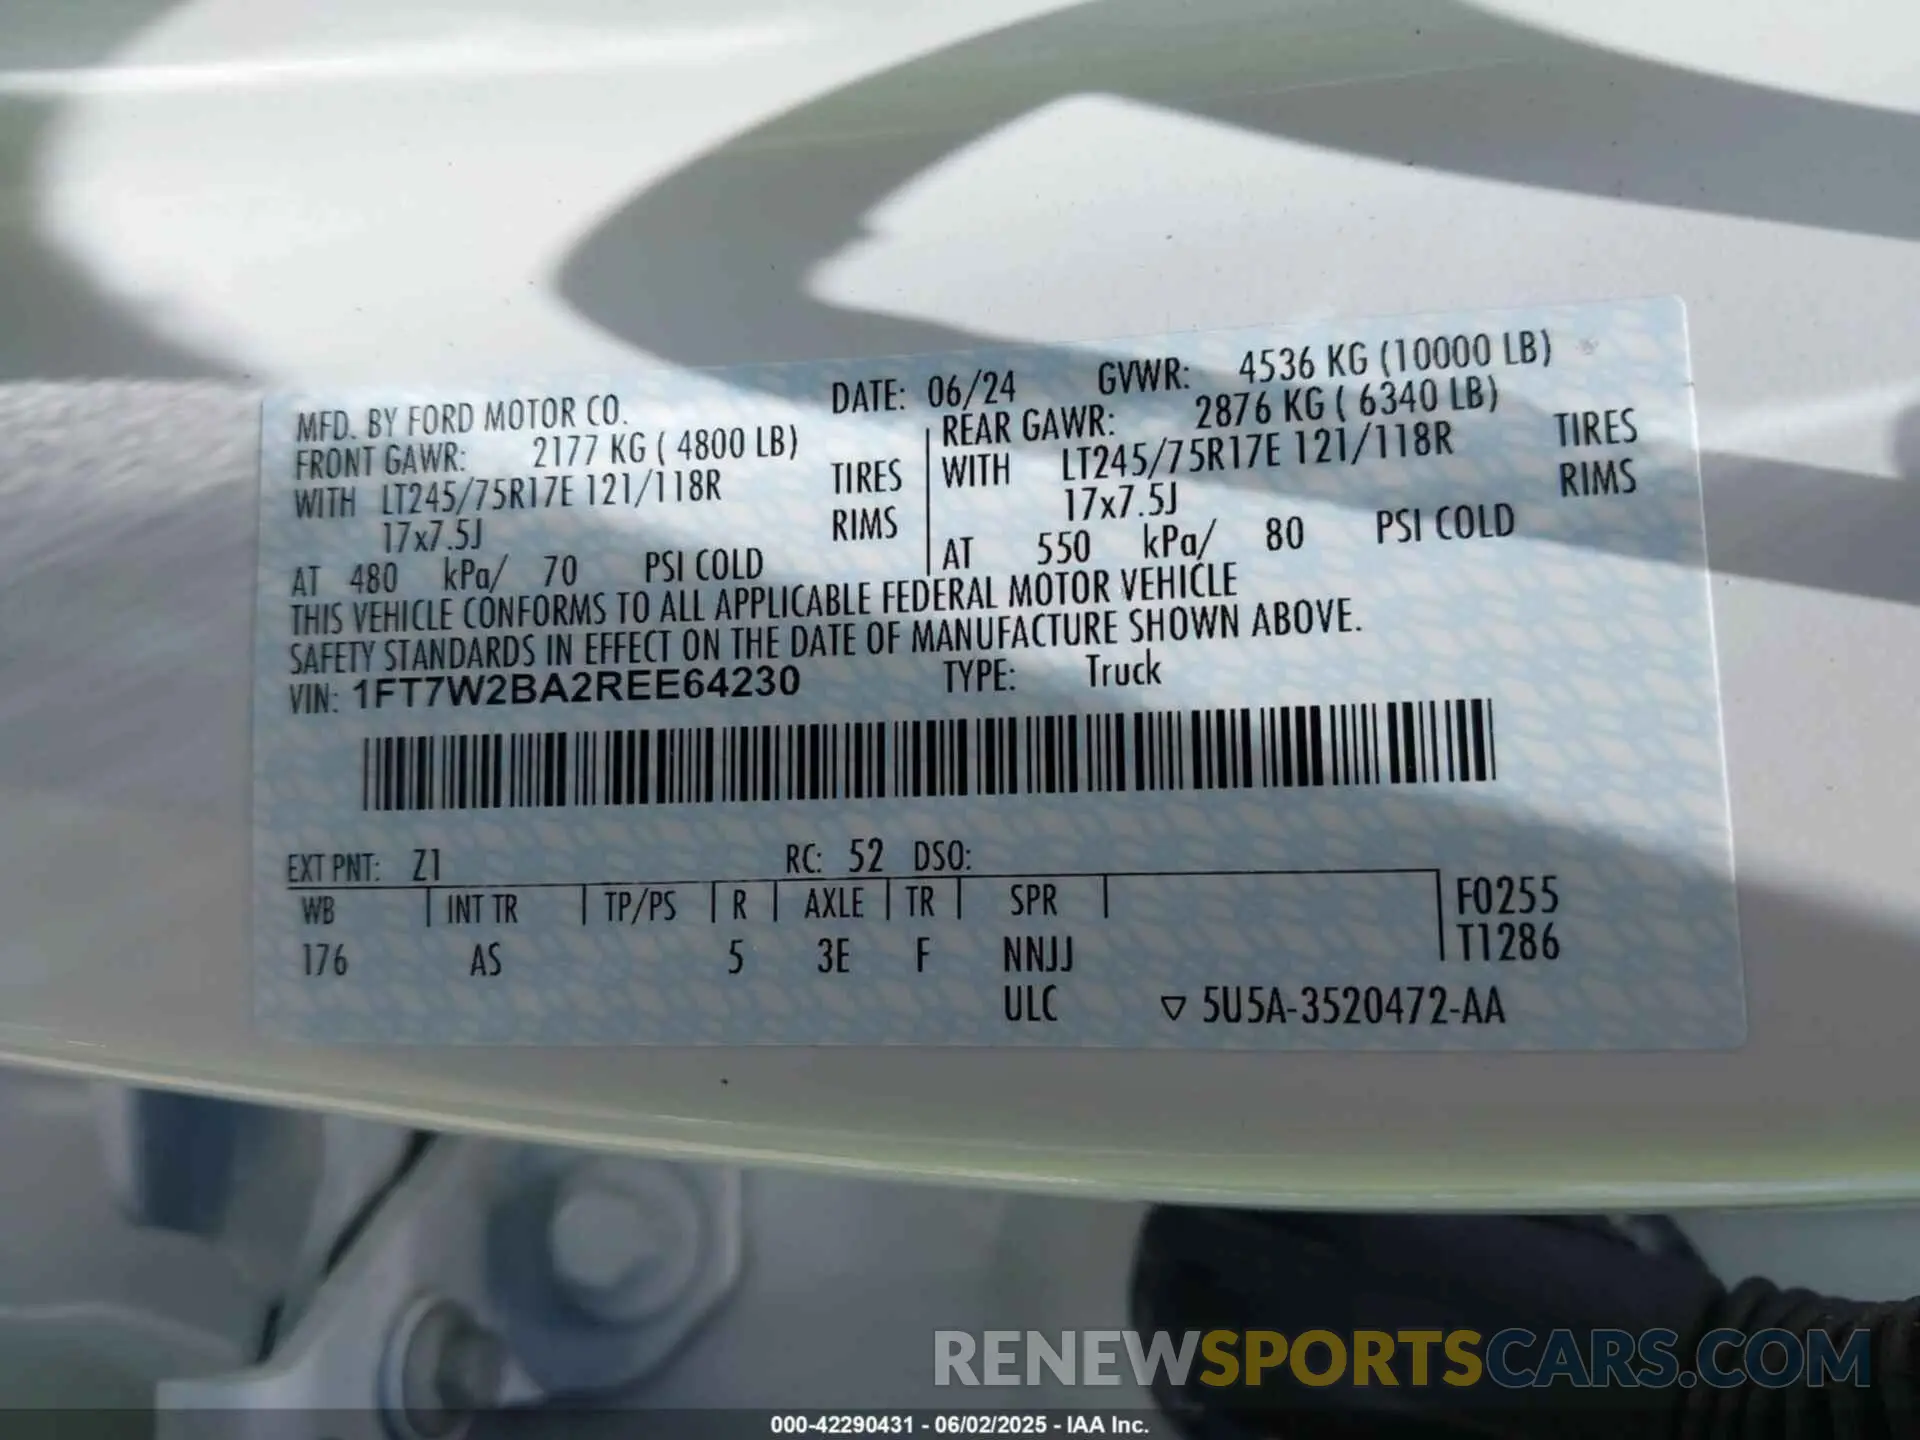 MFD. BY FORD MOTOR CO. DATE: 06/24 GVWR: 4536 KG (10000 LB)
FRONT GAWR: 2177 KG ( 4800 LB) REAR GAWR: 2876 KG ( 6340 LB)
WITH LT245/75R17E 121/118R TIRES WITH LT245/75R17E 121/118R TIRES
17x7.5J RIMS 17x7.5J RIMS
AT 480 kPa/ 70 PSI COLD AT 550 kPa/ 80 PSI COLD
THIS VEHICLE CONFORMS TO ALL APPLICABLE FEDERAL MOTOR VEHICLE
SAFETY STANDARDS IN EFFECT ON THE DATE OF MANUFACTURE SHOWN ABOVE.
VIN: 1FT7W2BA2REE64230 TYPE: Truck
EXT PNT: Z1 RC: 52 DSO:
WB INT TR TP/PS R AXLE TR SPR F0255
176 AS 5 3E F NNJJ T1286
ULC ▽ 5U5A-3520472-AA
RENEWSPORTSCARS.COM
000-42290431 - 06/02/2025 - IAA Inc.